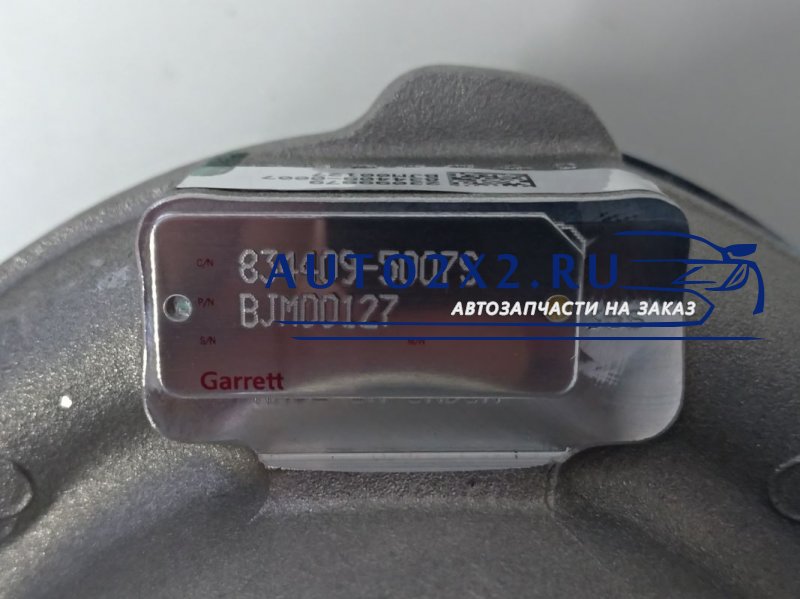 C/N 834409-5007S
AUTO2X2.RU
P/N BJM00127
АВТОЗАПЧАСТИ НА ЗАКАЗ
S/N
Garrett